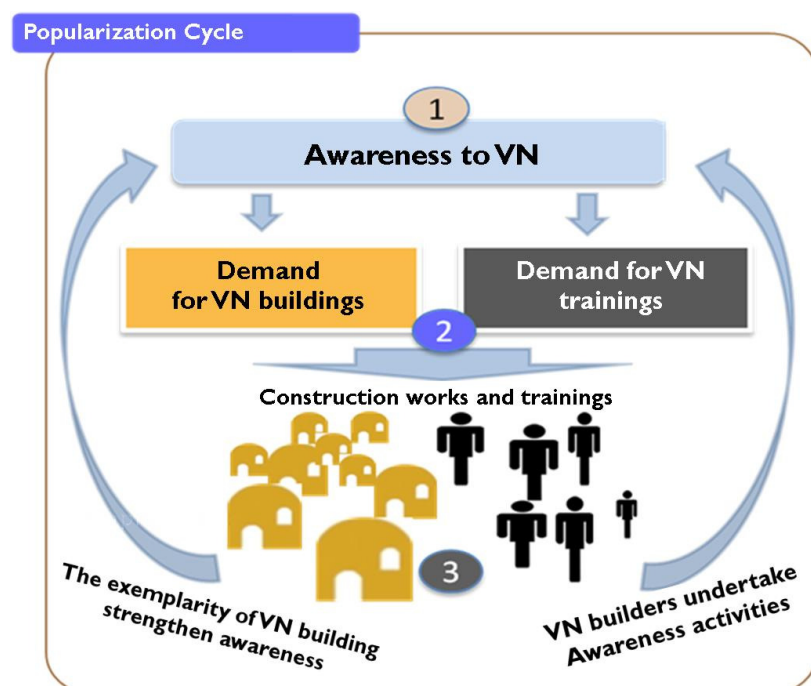 Popularization Cycle
1
Awareness to VN
Demand
for VN buildings
Demand for VN
trainings
2
Construction works and trainings
3
The exemplarity of VN building
strengthen awareness
VN builders undertake
Awareness activities